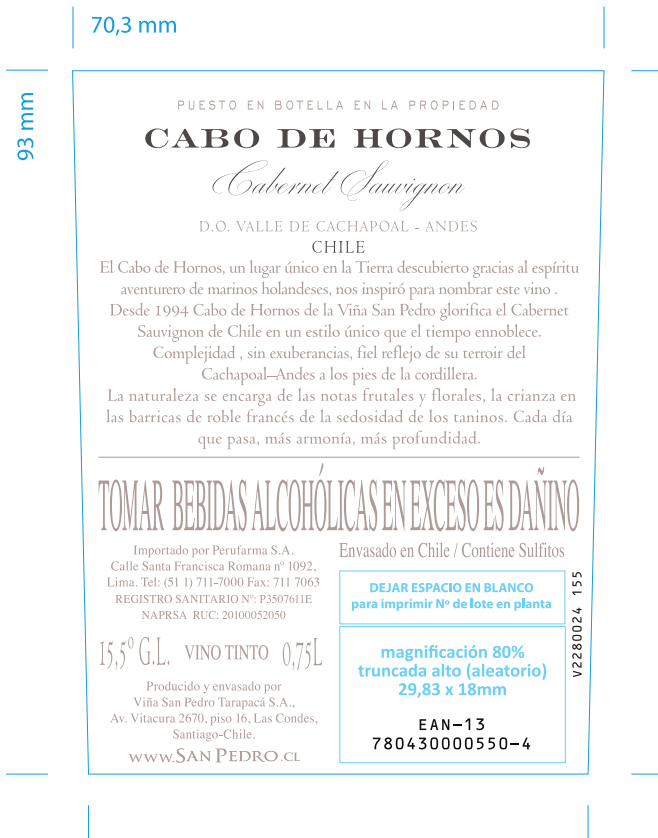 70,3 mm
93 mm
PUESTO EN BOTELLA EN LA PROPIEDAD
CABO DE HORNOS
Cabernet Sauvignon
D.O. VALLE DE CACHAPOAL - ANDES
CHILE
El Cabo de Hornos, un lugar único en la Tierra descubierto gracias al espíritu
aventurero de marinos holandeses, nos inspiró para nombrar este vino .
Desde 1994 Cabo de Hornos de la Viña San Pedro glorifica el Cabernet
Sauvignon de Chile en un estilo único que el tiempo ennoblece.
Complejidad , sin exuberancias, fiel reflejo de su terroir del
Cachapoal–Andes a los pies de la cordillera.
La naturaleza se encarga de las notas frutales y florales, la crianza en
las barricas de roble francés de la sedosidad de los taninos. Cada día
que pasa, más armonía, más profundidad.
TOMAR BEBIDAS ALCOHÓLICAS EN EXCESO ES DAÑINO
Importado por Perufarma S.A.
Calle Santa Francisca Romana nº 1092,
Lima. Tel: (51 1) 711-7000 Fax: 711 7063
REGISTRO SANITARIO Nº: P3507611E
NAPRSA RUC: 20100052050
15,5º G.L. VINO TINTO 0,75L
Producido y envasado por
Viña San Pedro Tarapacá S.A.,
Av. Vitacura 2670, piso 16, Las Condes,
Santiago-Chile.
www.SAN PEDRO.CL
Envasado en Chile / Contiene Sulfitos
DEJAR ESPACIO EN BLANCO
para imprimir Nº de lote en planta
magnificación 80%
truncada alto (aleatorio)
29,83 x 18mm
EAN-13
780430000550-4
V2280024 155